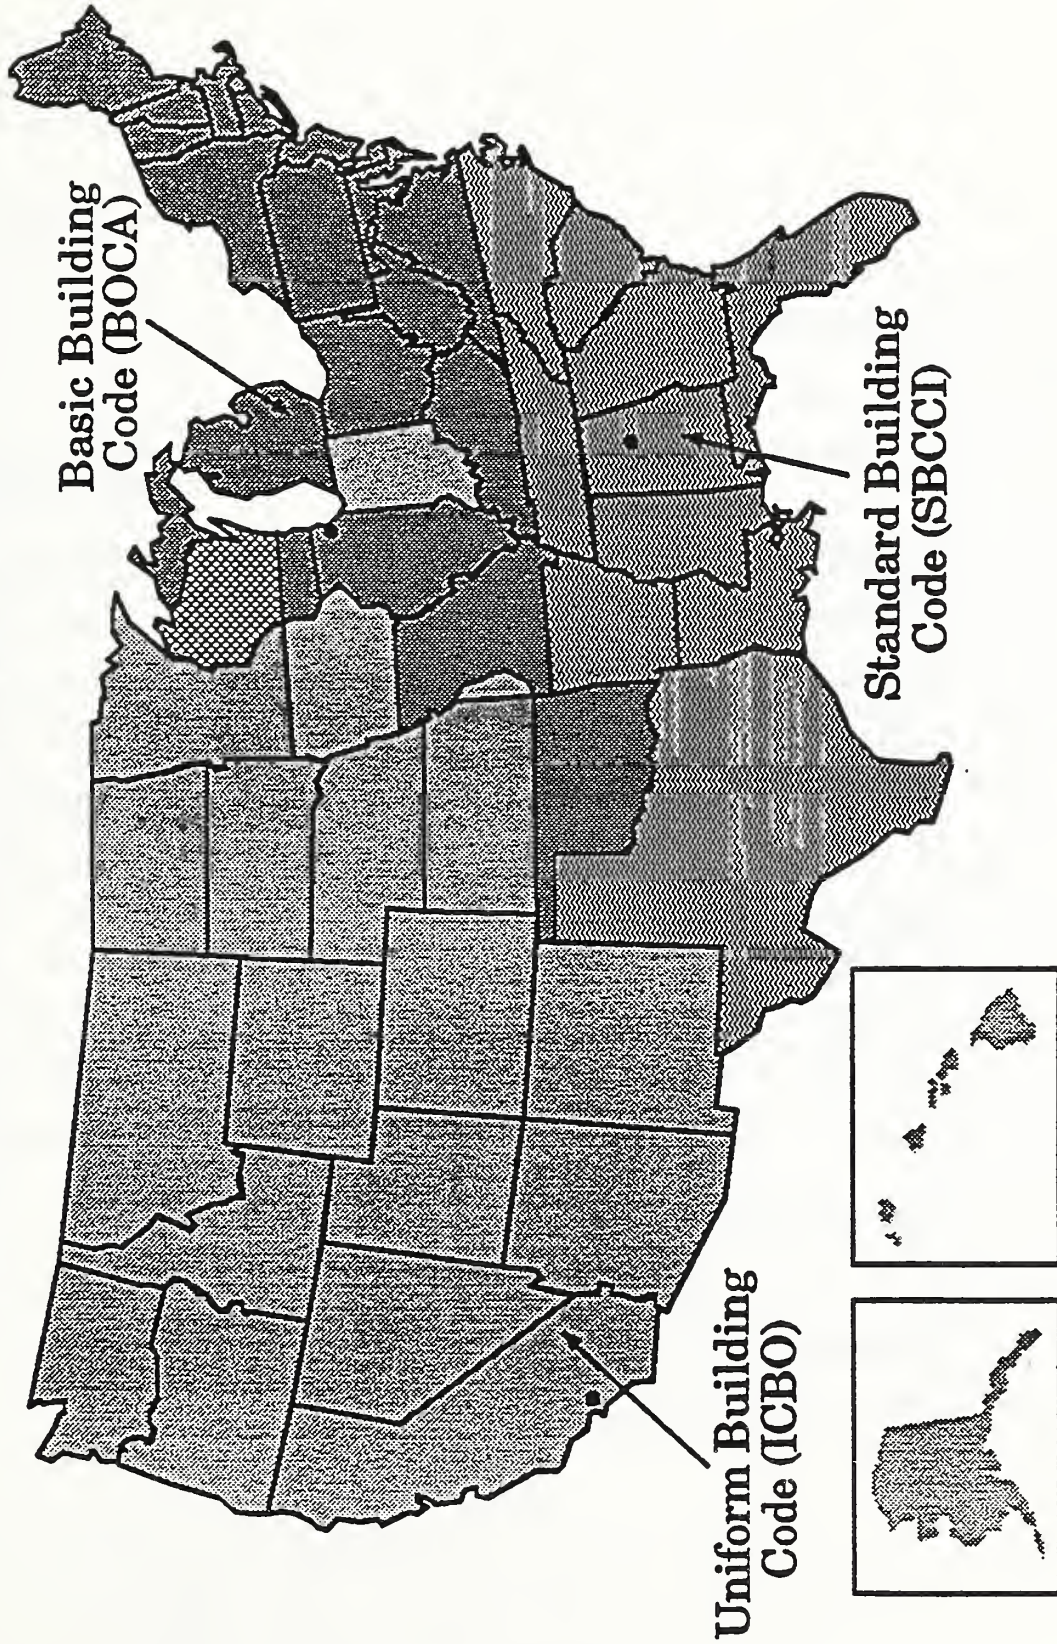 Basic Building
Code (BOCA)
Standard Building
Code (SBCCI)
Uniform Building
Code (ICBO)